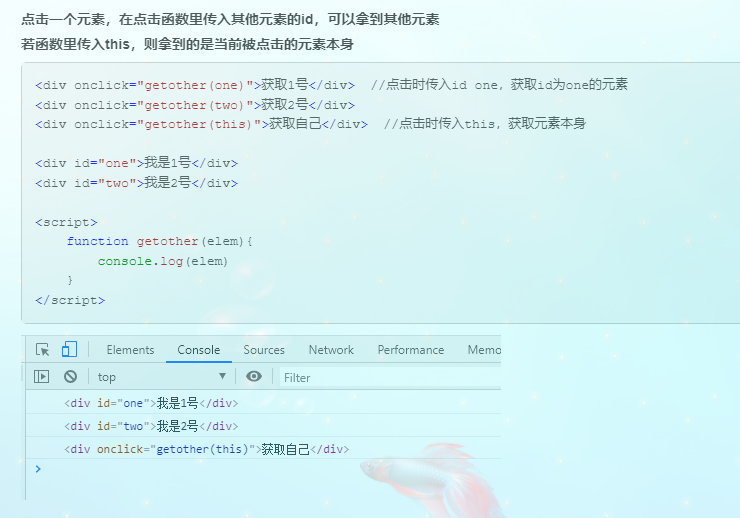 点击一个元素，在点击函数里传入其他元素的id，可以拿到其他元素
若函数里传入this，则拿到的是当前被点击的元素本身
<div onclick="getother(one)">获取1号</div>  //点击时传入id one，获取id为one的元素
<div onclick="getother(two)">获取2号</div>
<div onclick="getother(this)">获取自己</div>  //点击时传入this，获取元素本身
<div id="one">我是1号</div>
<div id="two">我是2号</div>
<script>
    function getother(elem){
        console.log(elem)
    }
</script>
Elements Console Sources Network Performance Memo
top ▼ Filter
<div id="one">我是1号</div>
<div id="two">我是2号</div>
<div onclick="getother(this)">获取自己</div>
>